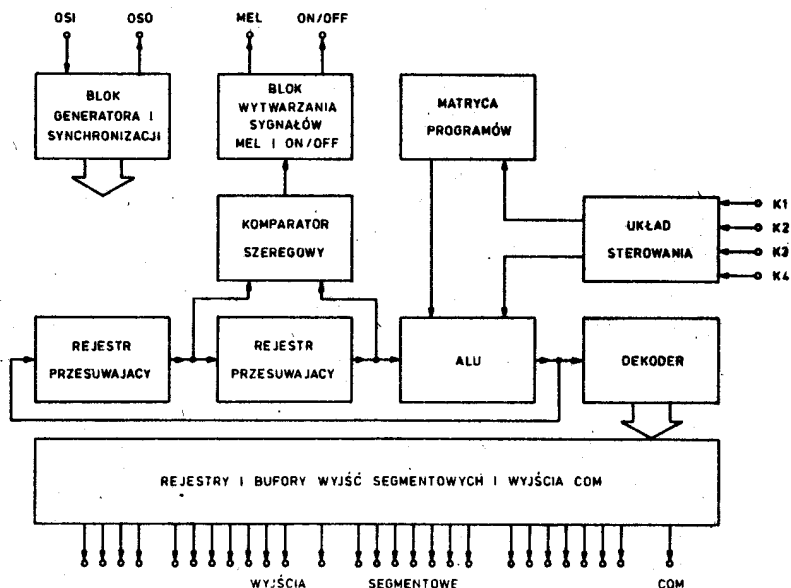 OSI OSO MEL ON/OFF
BLOK
GENERATORA I
SYNCHRONIZACJI
BLOK
WYTWARZANIA
SYGNAŁÓW
MEL I ON/OFF
MATRYCA
PROGRAMÓW
KOMPARATOR
SZEREGOWY
UKŁAD
STEROWANIA
K1
K2
K3
K4
REJESTR
PRZESUWAJACY
REJESTR
PRZESUWAJACY
ALU
DEKODER
REJESTRY I BUFORY WYJŚĆ SEGMENTOWYCH I WYJŚCIA COM
WYJŚCIA SEGMENTOWE COM